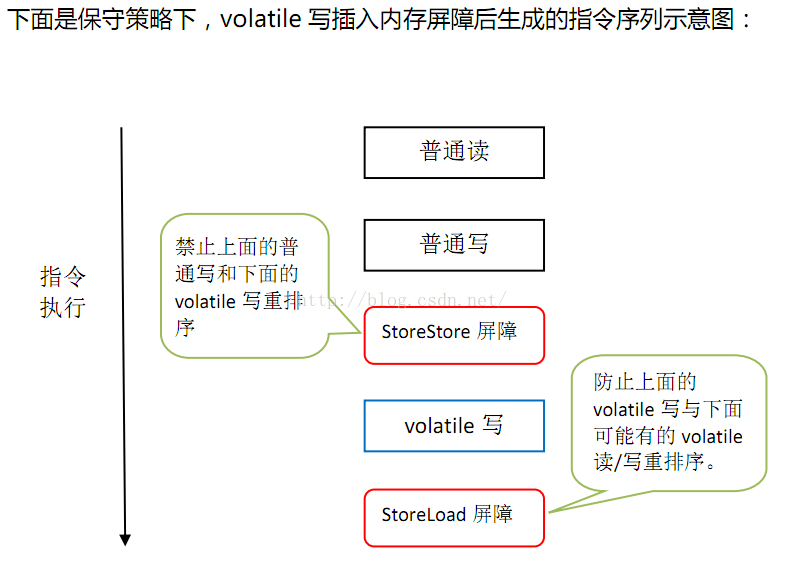 下面是保守策略下，volatile 写插入内存屏障后生成的指令序列示意图：
普通读
普通写
禁止上面的普
通写和下面的
volatile 写重排
序
指令
执行
http://blog.csdn.net/
StoreStore 屏障
volatile 写
防止上面的
volatile 写与下面
可能有的 volatile
读/写重排序。
StoreLoad 屏障